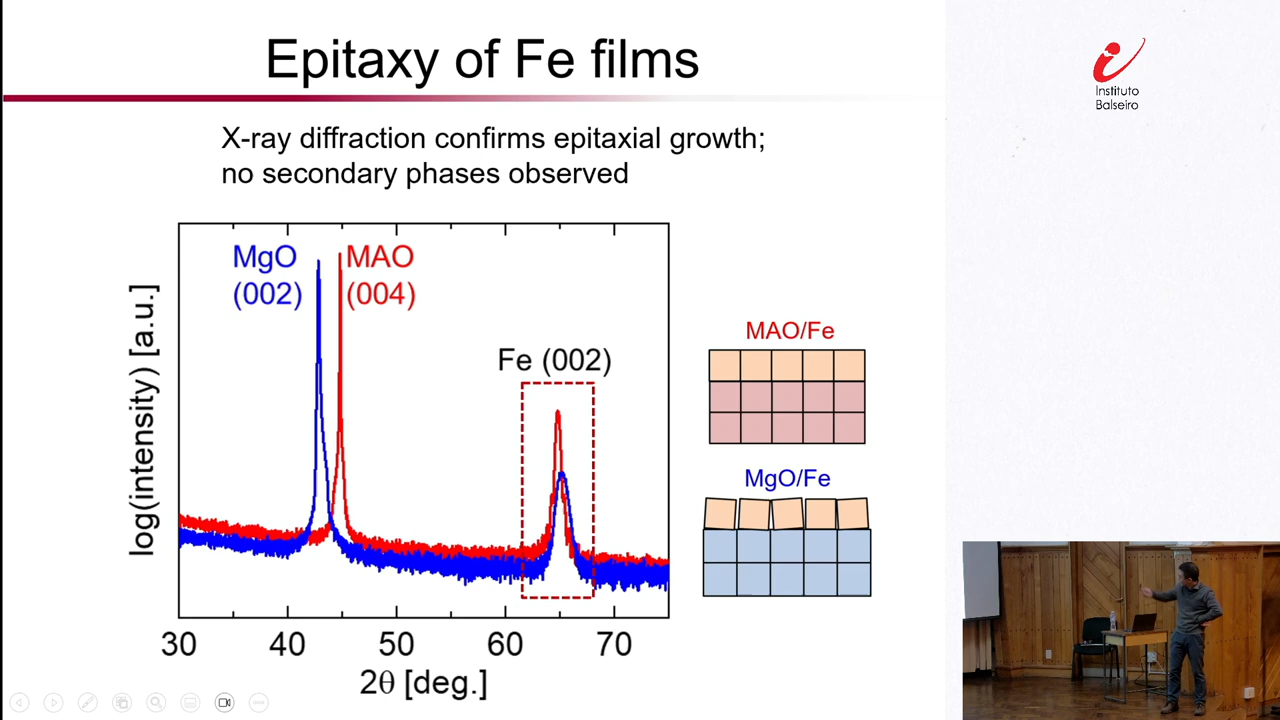 Epitaxy of Fe films
Instituto
Balseiro
X-ray diffraction confirms epitaxial growth;
no secondary phases observed
MgO
(002)
MAO
(004)
Fe (002)
log(intensity) [a.u.]
30 40 50 60 70
2θ [deg.]
MAO/Fe
MgO/Fe